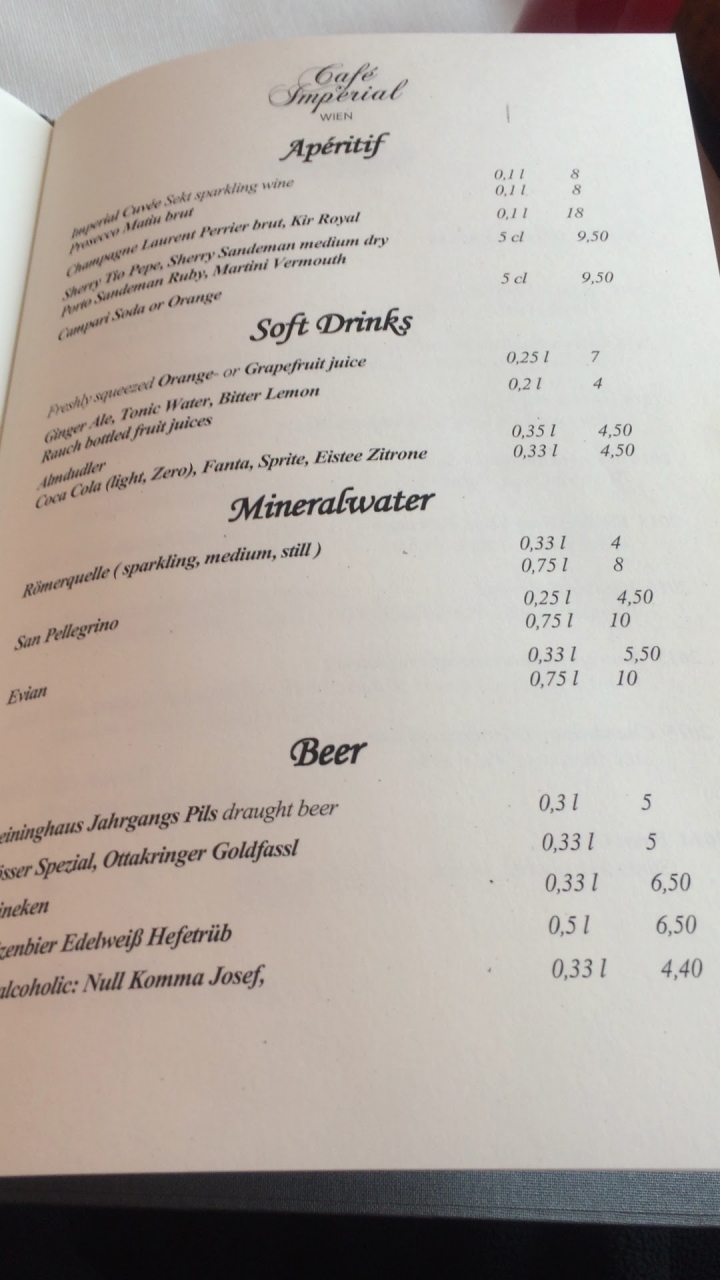 Café
Imperial
WIEN
Apéritif
Imperial Cuvée Sekt sparkling wine 0,1 l 8
Prosecco Matiu brut 0,1 l 8
Champagne Laurent Perrier brut, Kir Royal 0,1 l 18
Sherry Tio Pepe, Sherry Sandeman medium dry 5 cl 9,50
Porto Sandeman Ruby, Martini Vermouth
Campari Soda or Orange 5 cl 9,50
Soft Drinks
Freshly squeezed Orange- or Grapefruit juice 0,25 l 7
Ginger Ale, Tonic Water, Bitter Lemon 0,2 l 4
Rauch bottled fruit juices
Almdudler 0,35 l 4,50
Coca Cola (light, Zero), Fanta, Sprite, Eistee Zitrone 0,33 l 4,50
Mineralwater
Römerquelle ( sparkling, medium, still ) 0,33 l 4
0,75 l 8
San Pellegrino 0,25 l 4,50
0,75 l 10
Evian 0,33 l 5,50
0,75 l 10
Beer
eininghaus Jahrgangs Pils draught beer 0,3 l 5
össer Spezial, Ottakringer Goldfassl 0,33 l 5
ineken 0,33 l 6,50
zenbier Edelweiß Hefetrüb 0,5 l 6,50
alcoholic: Null Komma Josef, 0,33 l 4,40